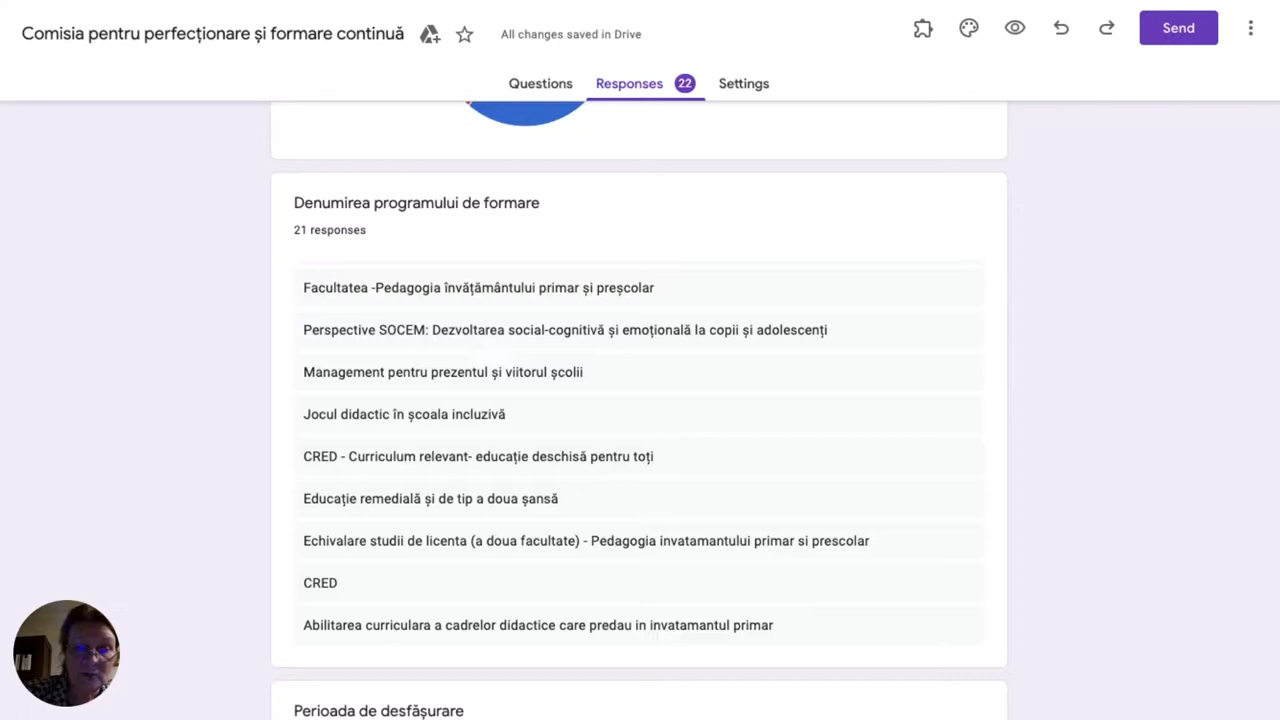 Comisia pentru perfecționare și formare continuă
All changes saved in Drive
Send
Questions
Responses 22
Settings
Denumirea programului de formare
21 responses
Facultatea -Pedagogia învățământului primar și preșcolar
Perspective SOCEM: Dezvoltarea social-cognitivă și emoțională la copii și adolescenți
Management pentru prezentul și viitorul școlii
Jocul didactic în școala incluzivă
CRED - Curriculum relevant- educație deschisă pentru toți
Educație remedială și de tip a doua șansă
Echivalare studii de licenta (a doua facultate) - Pedagogia invatamantului primar si prescolar
CRED
Abilitarea curriculara a cadrelor didactice care predau in invatamantul primar
Perioada de desfășurare